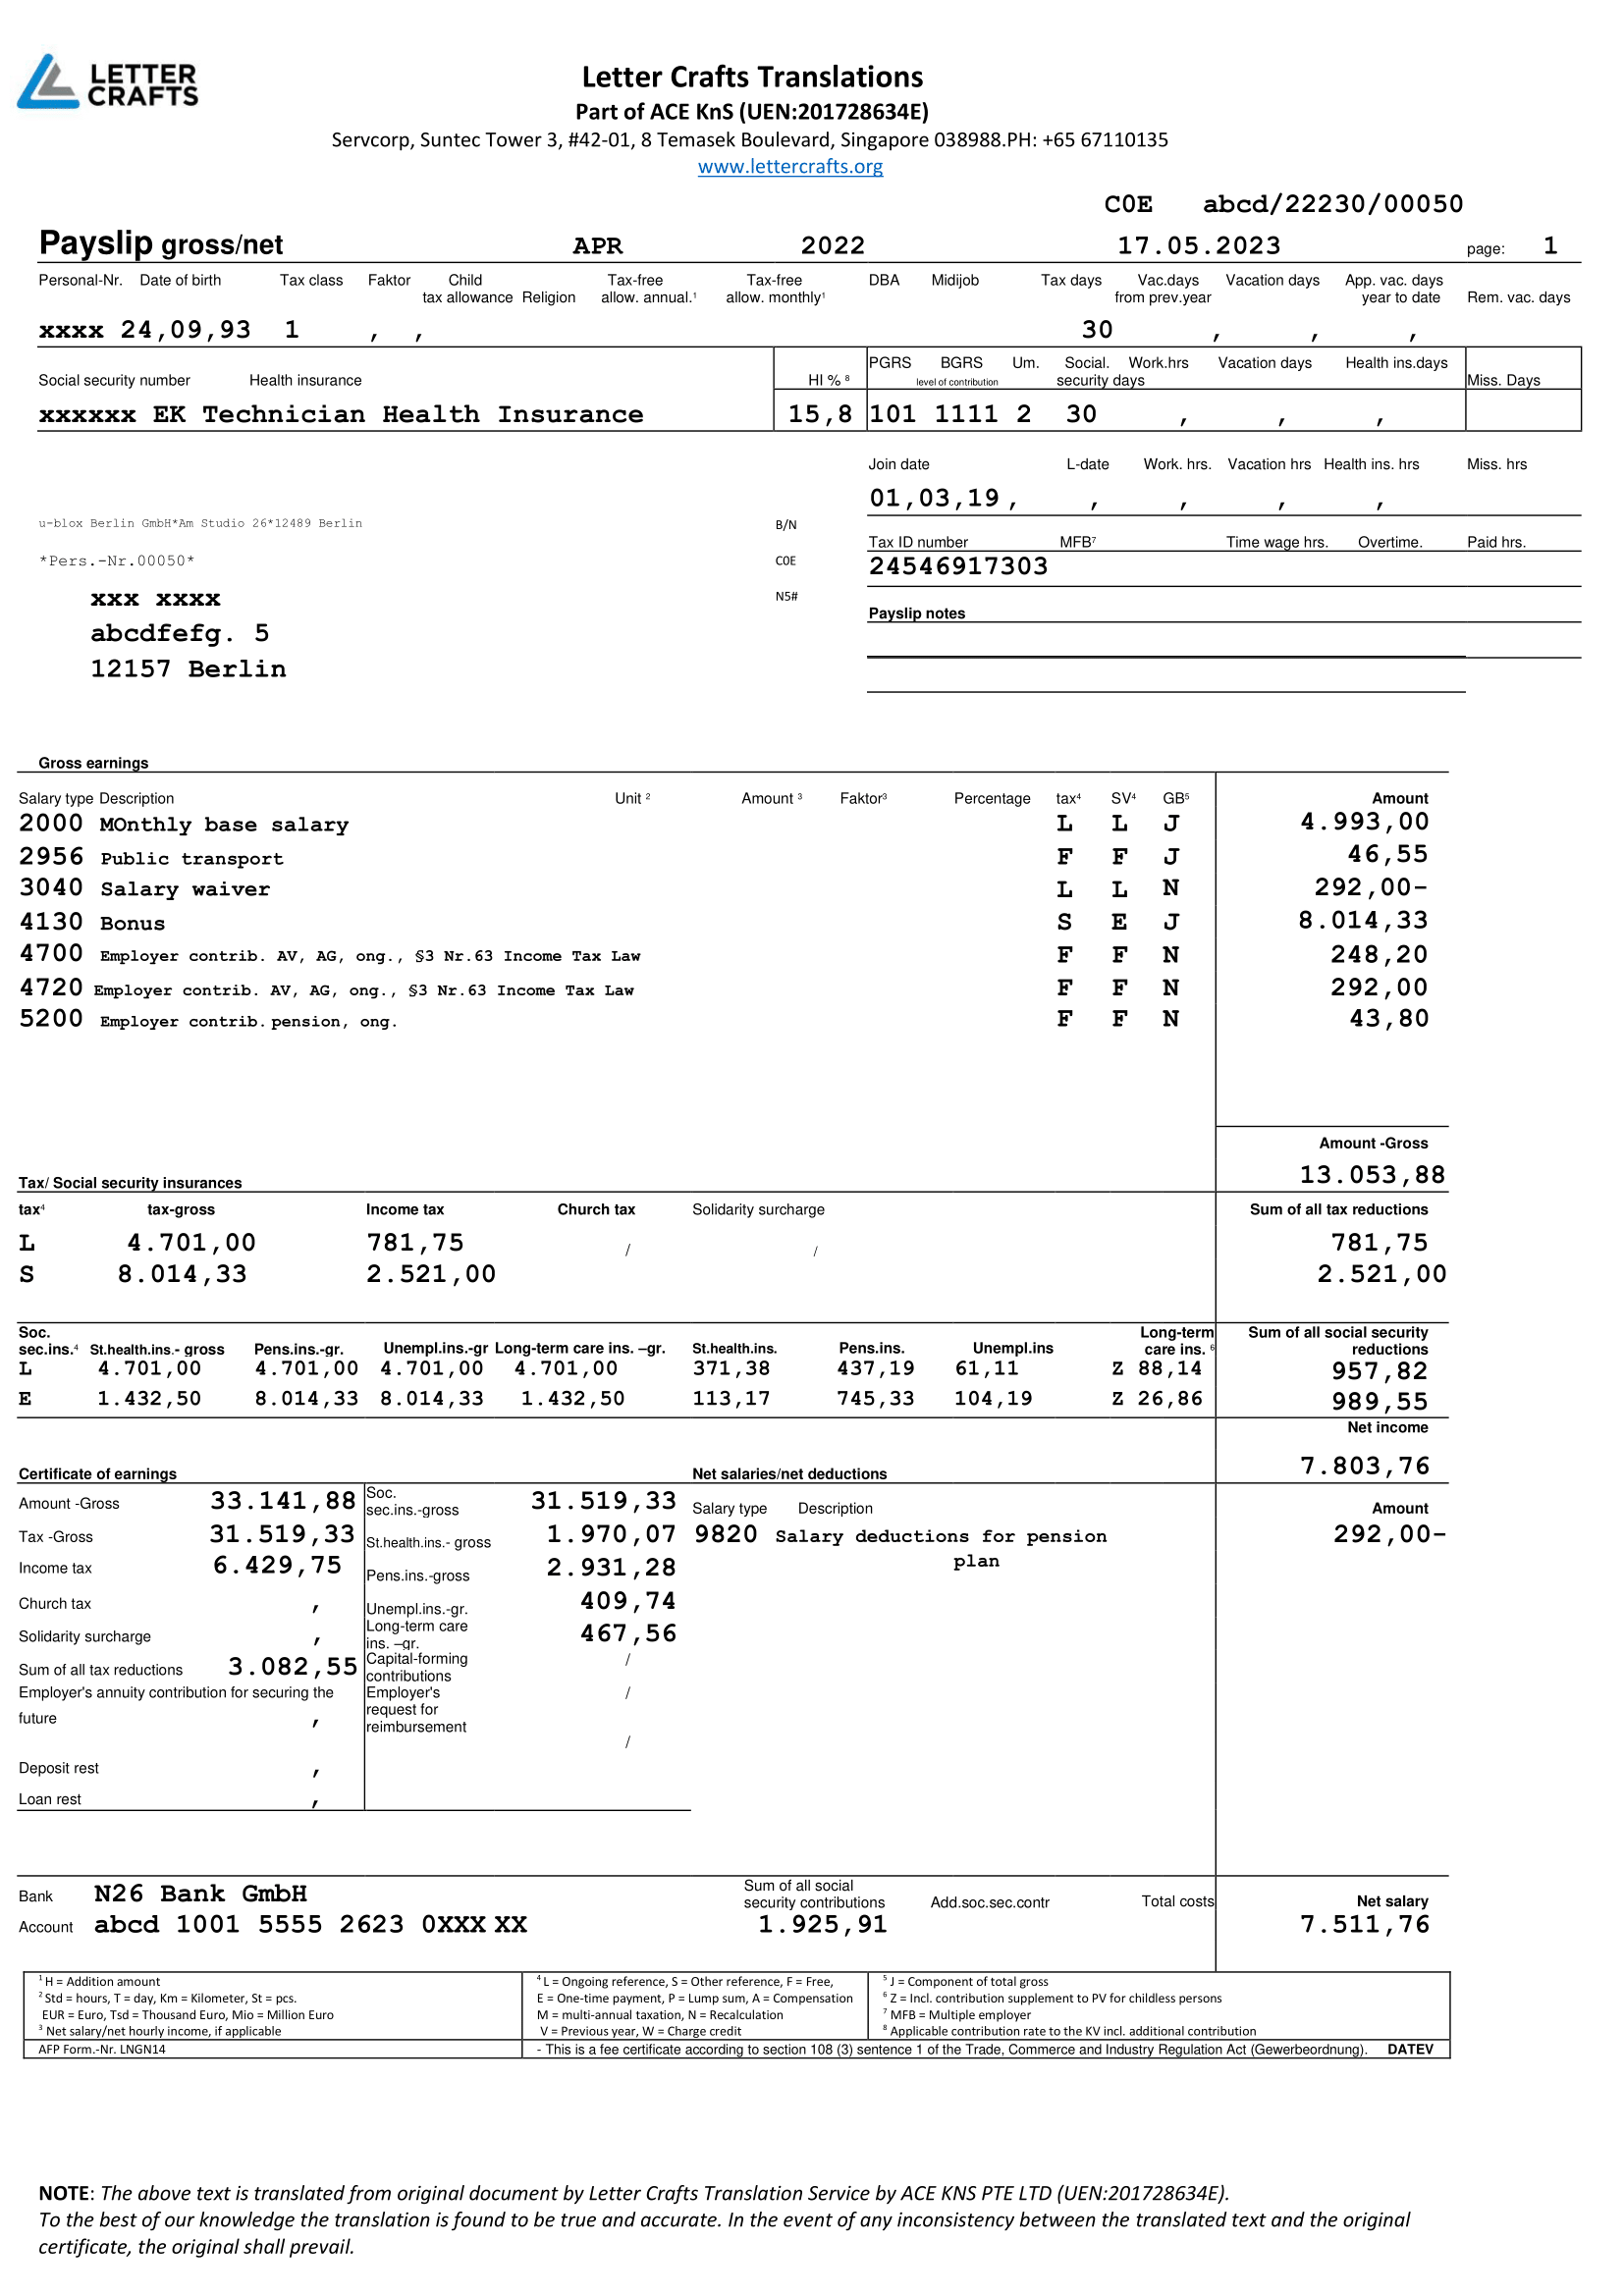 LETTER
CRAFTS
Letter Crafts Translations
Part of ACE KnS (UEN:201728634E)
Servcorp, Suntec Tower 3, #42-01, 8 Temasek Boulevard, Singapore 038988.PH: +65 67110135
www.lettercrafts.org
C0E abcd/22230/00050
Payslip gross/net APR 2022 17.05.2023 page: 1
Personal-Nr. Date of birth Tax class Faktor Child Tax-free Tax-free DBA Midijob Tax days Vac.days Vacation days App. vac. days
tax allowance Religion allow. annual.¹ allow. monthly¹ from prev.year year to date Rem. vac. days
xxxx 24,09,93 1 , , 30 , , ,
PGRS BGRS Um. Social. Work.hrs Vacation days Health ins.days
Social security number Health insurance HI % ⁸ level of contribution security days Miss. Days
xxxxxx EK Technician Health Insurance 15,8 101 1111 2 30 , , ,
Join date L-date Work. hrs. Vacation hrs Health ins. hrs Miss. hrs
01,03,19 , , , , ,
u-blox Berlin GmbH*Am Studio 26*12489 Berlin B/N
Tax ID number MFB⁷ Time wage hrs. Overtime. Paid hrs.
*Pers.-Nr.00050* C0E 24546917303
xxx xxxx N5#
Payslip notes
abcdfefg. 5
12157 Berlin
Gross earnings
Salary type Description Unit ² Amount ³ Faktor³ Percentage tax⁴ SV⁴ GB⁵ Amount
2000 MOnthly base salary L L J 4.993,00
2956 Public transport F F J 46,55
3040 Salary waiver L L N 292,00-
4130 Bonus S E J 8.014,33
4700 Employer contrib. AV, AG, ong., §3 Nr.63 Income Tax Law F F N 248,20
4720 Employer contrib. AV, AG, ong., §3 Nr.63 Income Tax Law F F N 292,00
5200 Employer contrib. pension, ong. F F N 43,80
Amount -Gross
13.053,88
Tax/ Social security insurances
tax⁴ tax-gross Income tax Church tax Solidarity surcharge Sum of all tax reductions
L 4.701,00 781,75 / / 781,75
S 8.014,33 2.521,00 2.521,00
Soc. Long-term Sum of all social security
sec.ins.⁴ St.health.ins.- gross Pens.ins.-gr. Unempl.ins.-gr Long-term care ins. –gr. St.health.ins. Pens.ins. Unempl.ins care ins. ⁶ reductions
L 4.701,00 4.701,00 4.701,00 4.701,00 371,38 437,19 61,11 Z 88,14 957,82
E 1.432,50 8.014,33 8.014,33 1.432,50 113,17 745,33 104,19 Z 26,86 989,55
Net income
7.803,76
Certificate of earnings Net salaries/net deductions
Amount -Gross 33.141,88 Soc.
sec.ins.-gross 31.519,33 Salary type Description Amount
Tax -Gross 31.519,33 St.health.ins.- gross 1.970,07 9820 Salary deductions for pension 292,00-
plan
Income tax 6.429,75 Pens.ins.-gross 2.931,28
Church tax , Unempl.ins.-gr. 409,74
Solidarity surcharge , Long-term care
ins. –gr. 467,56
Sum of all tax reductions 3.082,55 Capital-forming
contributions /
Employer's annuity contribution for securing the Employer's /
future , request for
reimbursement
/
Deposit rest ,
Loan rest ,
Sum of all social
Bank N26 Bank GmbH security contributions Add.soc.sec.contr Total costs Net salary
Account abcd 1001 5555 2623 0XXX XX 1.925,91 7.511,76
¹ H = Addition amount ⁴ L = Ongoing reference, S = Other reference, F = Free, ⁵ J = Component of total gross
² Std = hours, T = day, Km = Kilometer, St = pcs. E = One-time payment, P = Lump sum, A = Compensation ⁶ Z = Incl. contribution supplement to PV for childless persons
EUR = Euro, Tsd = Thousand Euro, Mio = Million Euro M = multi-annual taxation, N = Recalculation ⁷ MFB = Multiple employer
³ Net salary/net hourly income, if applicable V = Previous year, W = Charge credit ⁸ Applicable contribution rate to the KV incl. additional contribution
AFP Form.-Nr. LNGN14 - This is a fee certificate according to section 108 (3) sentence 1 of the Trade, Commerce and Industry Regulation Act (Gewerbeordnung). DATEV
NOTE: The above text is translated from original document by Letter Crafts Translation Service by ACE KNS PTE LTD (UEN:201728634E).
To the best of our knowledge the translation is found to be true and accurate. In the event of any inconsistency between the translated text and the original
certificate, the original shall prevail.